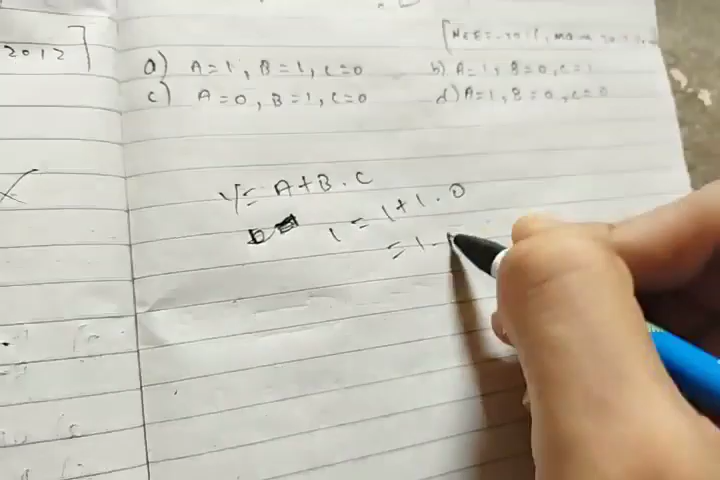 2012]
a) A=1, B=1, C=0
b) A=1, B=0, C=1
c) A=0, B=1, C=0
d) A=1, B=0, C=0
Y = A+B.C
1 = 1+1.0
= 1